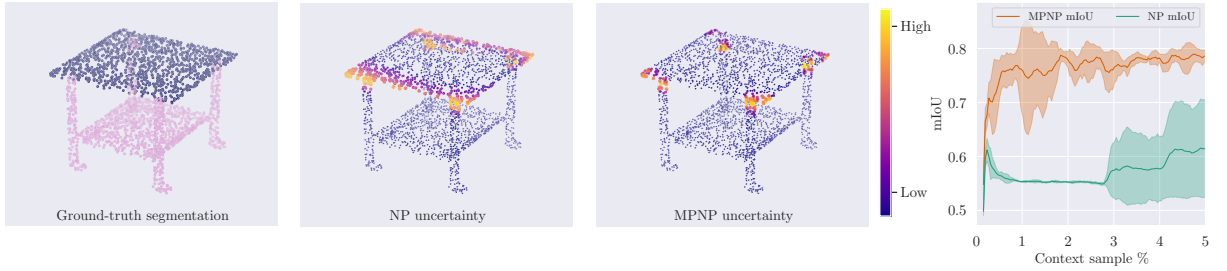 Ground-truth segmentation
NP uncertainty
MPNP uncertainty
High
Low
MPNP mIoU
NP mIoU
mIoU
0.8
0.7
0.6
0.5
0 1 2 3 4 5
Context sample %